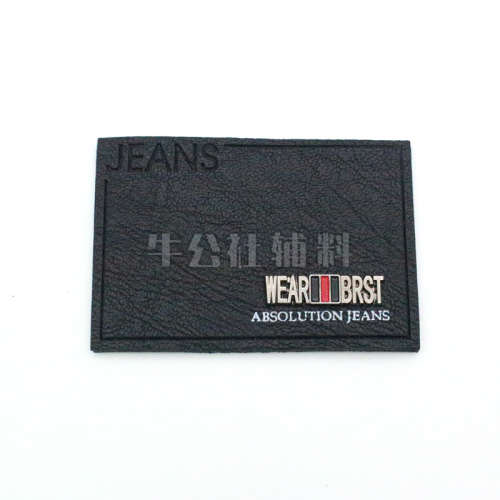 JEANS
牛公社辅料
WEAR BRST
ABSOLUTION JEANS